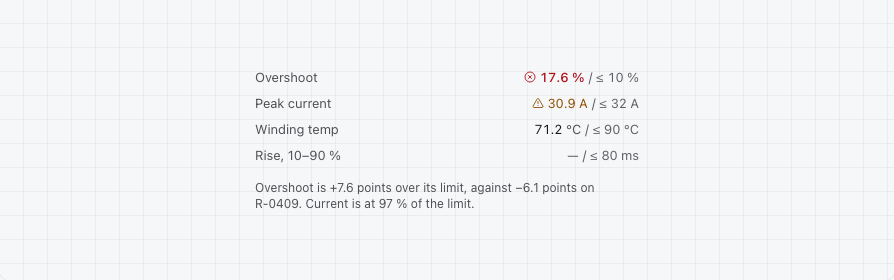 Overshoot 17.6 % / ≤ 10 %
Peak current 30.9 A / ≤ 32 A
Winding temp 71.2 °C / ≤ 90 °C
Rise, 10–90 % — / ≤ 80 ms
Overshoot is +7.6 points over its limit, against −6.1 points on
R-0409. Current is at 97 % of the limit.